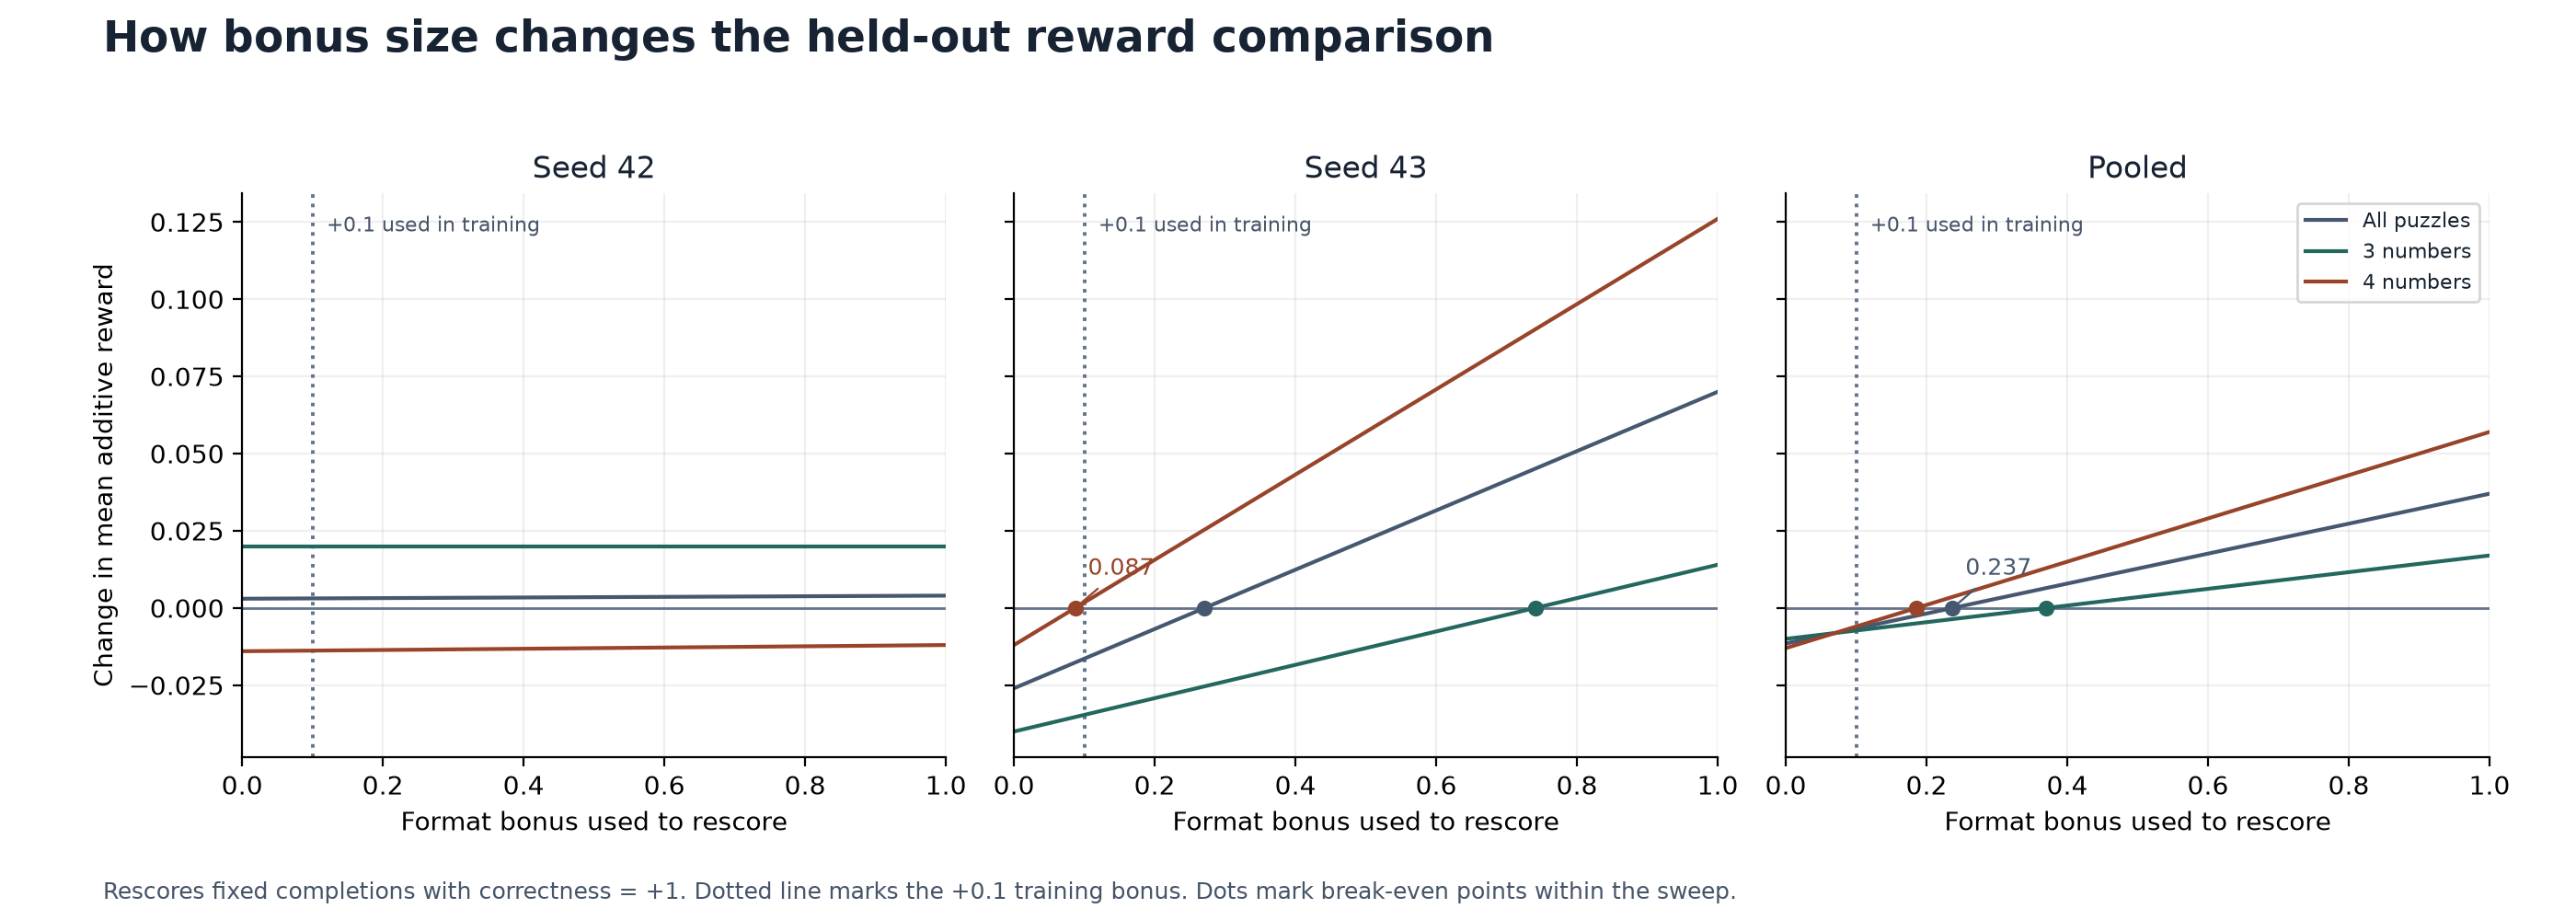 How bonus size changes the held-out reward comparison
Seed 42
Seed 43
Pooled
Change in mean additive reward
0.125
0.100
0.075
0.050
0.025
0.000
−0.025
+0.1 used in training
+0.1 used in training
+0.1 used in training
All puzzles
3 numbers
4 numbers
0.087
0.237
0.0 0.2 0.4 0.6 0.8 1.0
0.0 0.2 0.4 0.6 0.8 1.0
0.0 0.2 0.4 0.6 0.8 1.0
Format bonus used to rescore
Format bonus used to rescore
Format bonus used to rescore
Rescores fixed completions with correctness = +1. Dotted line marks the +0.1 training bonus. Dots mark break-even points within the sweep.